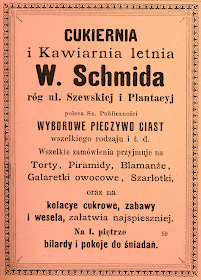 CUKIERNIA
i Kawiarnia letnia
W. Schmida
róg ul. Szewskiej i Plantacyj
poleca Sz. Publiczności
WYBOROWE PIECZYWO CIAST
wszelkiego rodzaju i t. d.
Wszelkie zamówienia przyjmuje na
Torty, Piramidy, Blamanże,
Galaretki owocowe, Szarlotki,
oraz na
kolacye cukrowe, zabawy
i wesela, załatwia najspieszniej.
Na I. piętrze
bilardy i pokoje do śniadań.